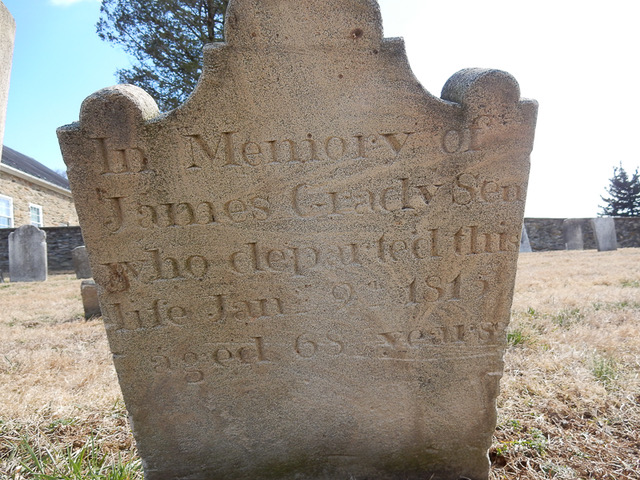 In Memory of
James Grady Sen
who departed this
life Jan
aged 68 years